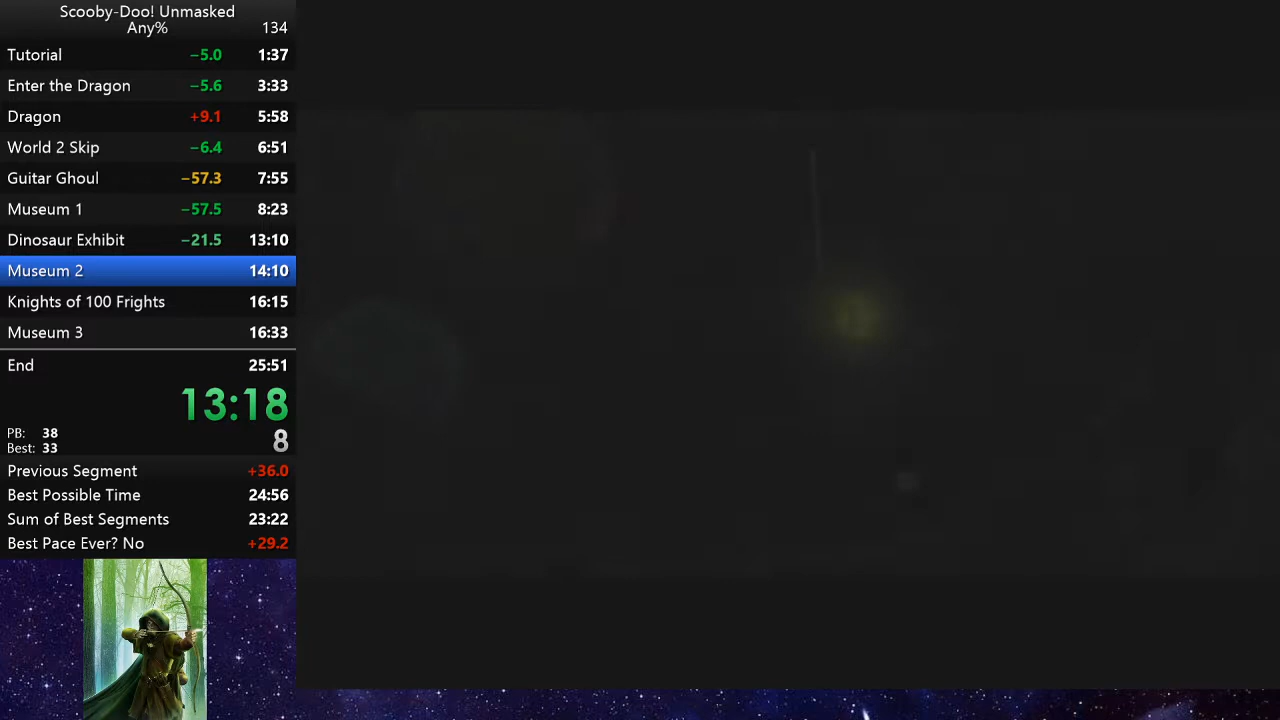 Scooby-Doo! Unmasked
Any% 134
Tutorial −5.0 1:37
Enter the Dragon −5.6 3:33
Dragon +9.1 5:58
World 2 Skip −6.4 6:51
Guitar Ghoul −57.3 7:55
Museum 1 −57.5 8:23
Dinosaur Exhibit −21.5 13:10
Museum 2 14:10
Knights of 100 Frights 16:15
Museum 3 16:33
End 25:51
13:18
PB: 38 8
Best: 33
Previous Segment +36.0
Best Possible Time 24:56
Sum of Best Segments 23:22
Best Pace Ever? No +29.2